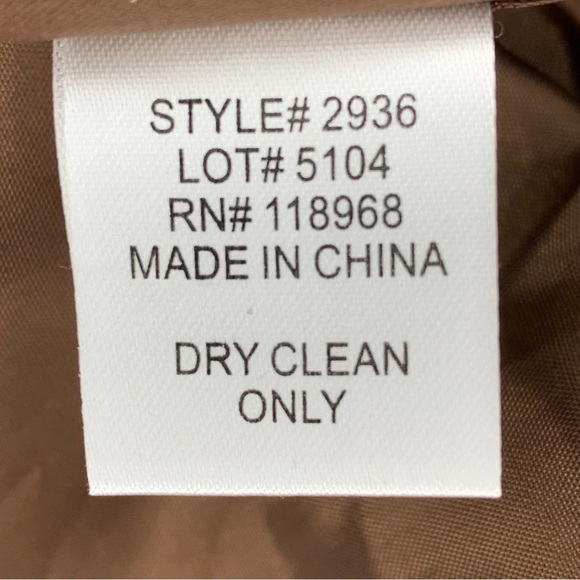 STYLE# 2936
LOT# 5104
RN# 118968
MADE IN CHINA
DRY CLEAN
ONLY